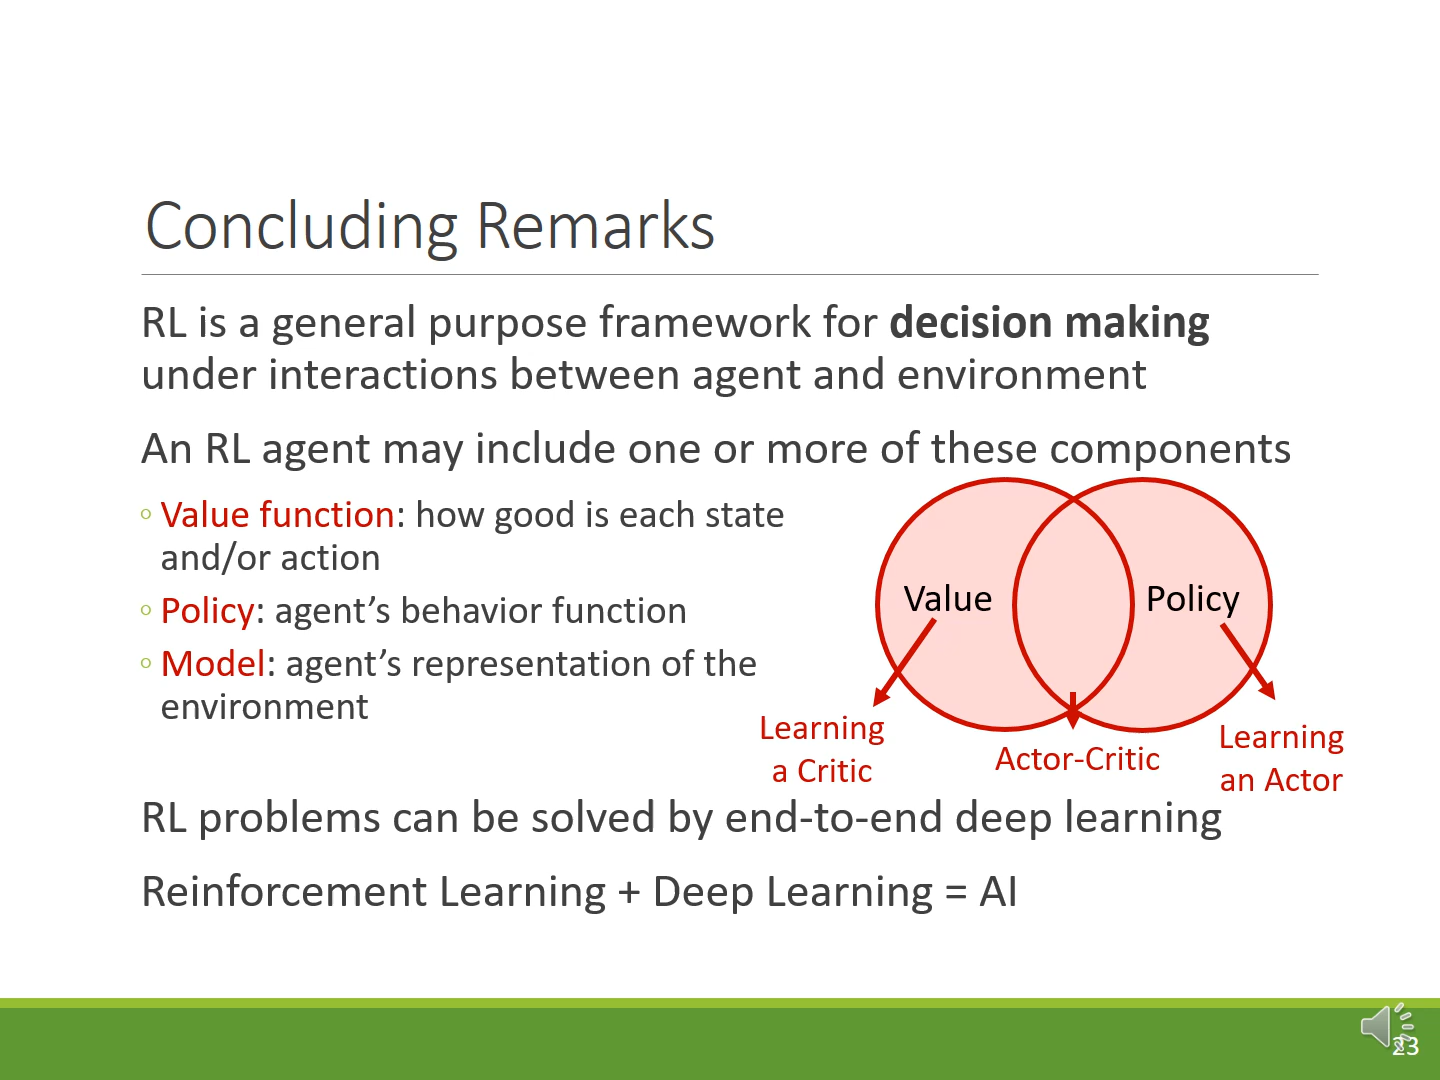 Concluding Remarks
RL is a general purpose framework for decision making
under interactions between agent and environment
An RL agent may include one or more of these components
◦ Value function: how good is each state
and/or action
◦ Policy: agent’s behavior function
◦ Model: agent’s representation of the
environment
Value
Policy
Learning
a Critic
Actor-Critic
Learning
an Actor
RL problems can be solved by end-to-end deep learning
Reinforcement Learning + Deep Learning = AI
23